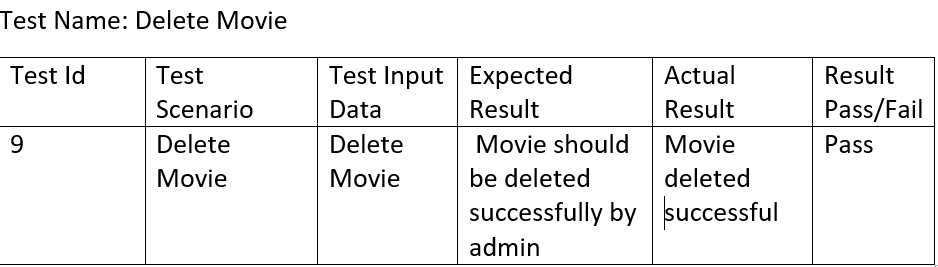 Test Name: Delete Movie
Test Id Test Test Input Expected Actual Result
Scenario Data Result Result Pass/Fail
9 Delete Delete Movie should Movie Pass
Movie Movie be deleted deleted
successfully by successful
admin